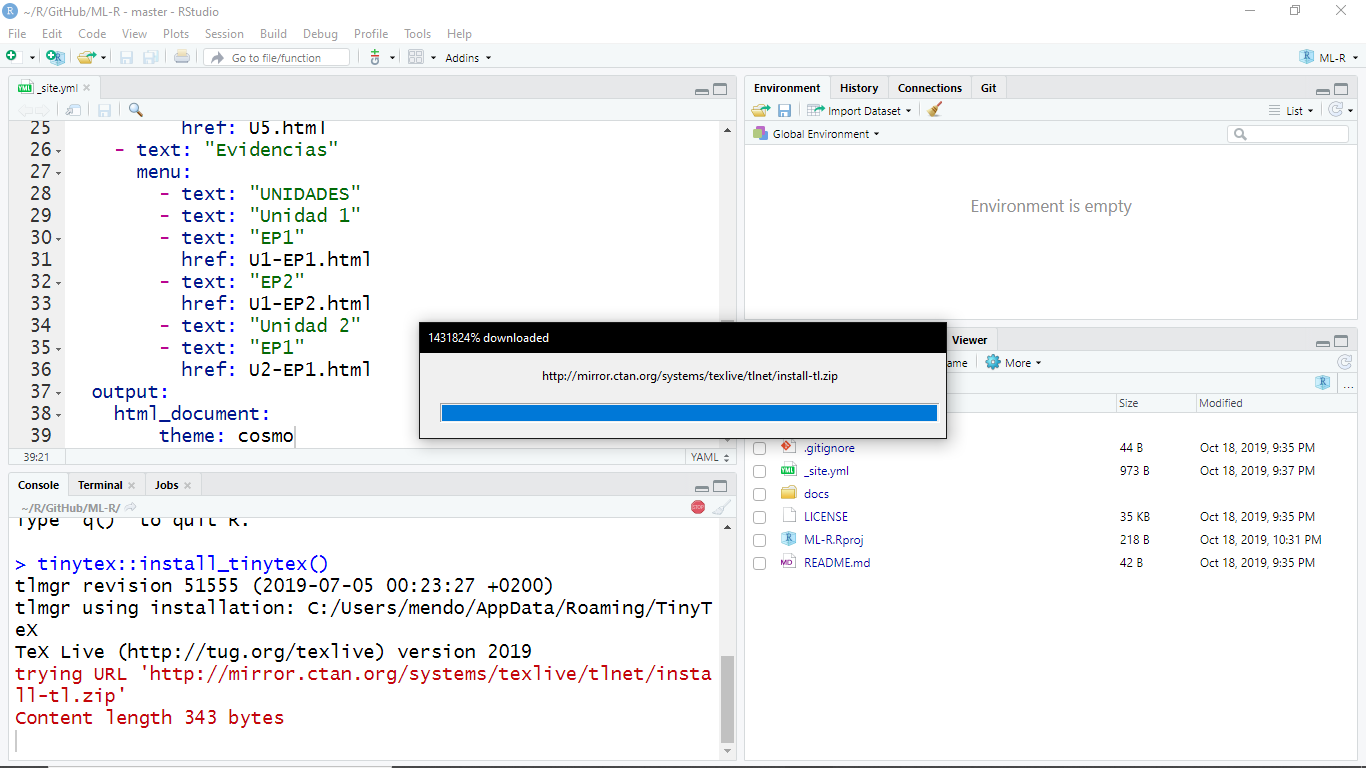 ~/R/GitHub/ML-R - master - RStudio
File Edit Code View Plots Session Build Debug Profile Tools Help
Go to file/function Addins ML-R
_site.yml
25 href: U5.html
26 - text: "Evidencias"
27 menu:
28 - text: "UNIDADES"
29 - text: "Unidad 1"
30 - text: "EP1"
31 href: U1-EP1.html
32 - text: "EP2"
33 href: U1-EP2.html
34 - text: "Unidad 2"
35 - text: "EP1"
36 href: U2-EP1.html
37 output:
38 html_document:
39 theme: cosmo
39:21 YAML
Console Terminal Jobs
~/R/GitHub/ML-R/
STOP
Type 'q()' to quit R.
> tinytex::install_tinytex()
tlmgr revision 51555 (2019-07-05 00:23:27 +0200)
tlmgr using installation: C:/Users/mendo/AppData/Roaming/TinyT
eX
TeX Live (http://tug.org/texlive) version 2019
trying URL 'http://mirror.ctan.org/systems/texlive/tlnet/insta
ll-tl.zip'
Content length 343 bytes
Environment History Connections Git
Import Dataset List
Global Environment
Environment is empty
1431824% downloaded
http://mirror.ctan.org/systems/texlive/tlnet/install-tl.zip
Viewer
ame More
...
Size Modified
.gitignore 44 B Oct 18, 2019, 9:35 PM
_site.yml 973 B Oct 18, 2019, 9:37 PM
docs
LICENSE 35 KB Oct 18, 2019, 9:35 PM
ML-R.Rproj 218 B Oct 18, 2019, 10:31 PM
README.md 42 B Oct 18, 2019, 9:35 PM